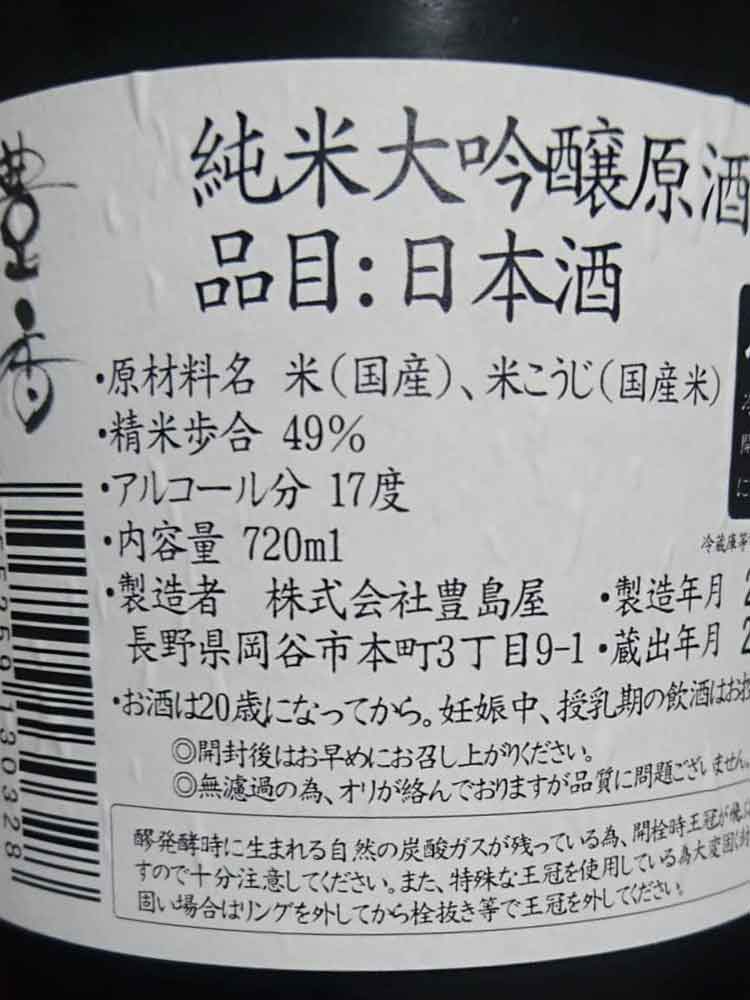 豊香
純米大吟醸原酒
品目:日本酒
・原材料名 米(国産)、米こうじ(国産米)
・精米歩合 49%
・アルコール分 17度
・内容量 720ml
・製造者 株式会社豊島屋 ・製造年月 2
長野県岡谷市本町3丁目9-1 ・蔵出年月 2
・お酒は20歳になってから。妊娠中、授乳期の飲酒はお
◎開封後はお早めにお召し上がりください。
◎無濾過の為、オリが絡んでおりますが品質に問題ございません。
醪発酵時に生まれる自然の炭酸ガスが残っている為、開栓時王冠が飛
すので十分注意してください。また、特殊な王冠を使用している為大変固
固い場合はリングを外してから栓抜き等で王冠を外してください。
冷蔵庫等
開
に